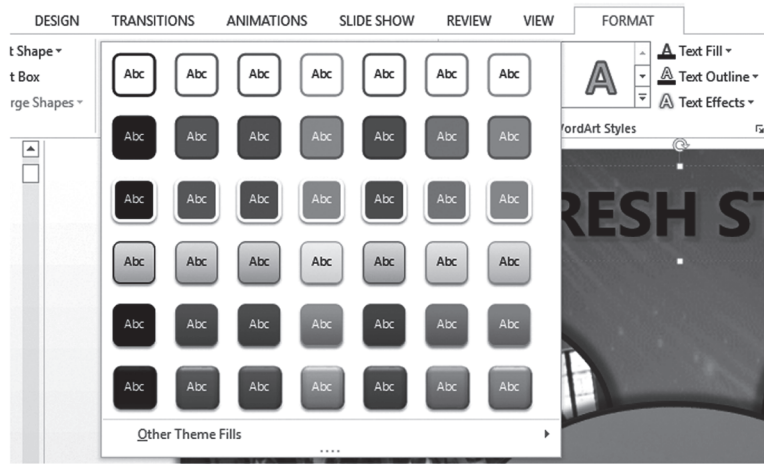 DESIGN TRANSITIONS ANIMATIONS SLIDE SHOW REVIEW VIEW FORMAT
t Shape
t Box
rge Shapes
Abc Abc Abc Abc Abc Abc Abc
Abc Abc Abc Abc Abc Abc Abc
Abc Abc Abc Abc Abc Abc Abc
Abc Abc Abc Abc Abc Abc Abc
Abc Abc Abc Abc Abc Abc Abc
Abc Abc Abc Abc Abc Abc Abc
Other Theme Fills
A
A Text Fill
A Text Outline
A Text Effects
ordArt Styles
RESH ST